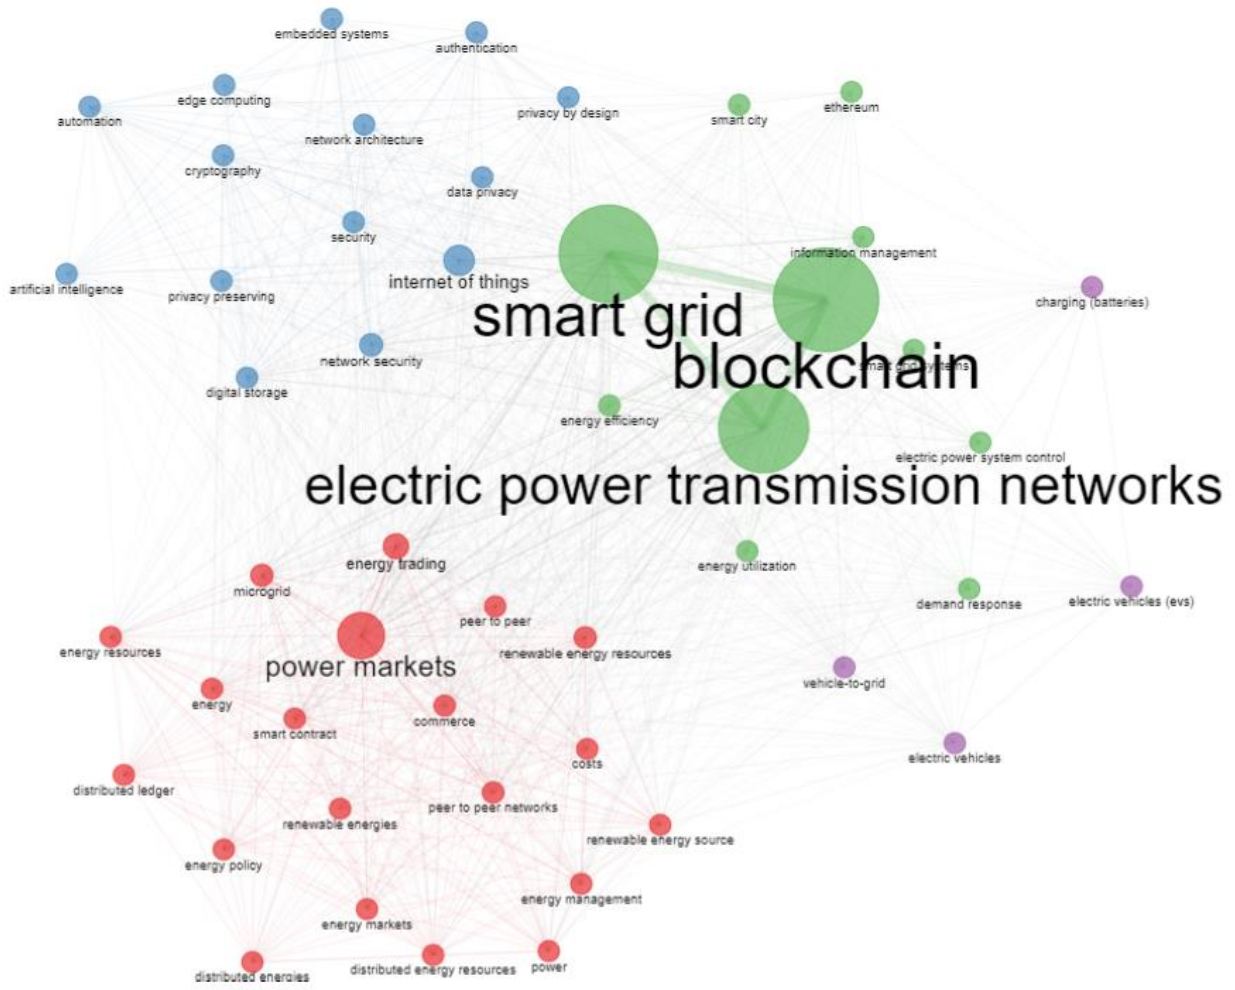 embedded systems
authentication
edge computing
automation
privacy by design
smart city
ethereum
network architecture
cryptography
data privacy
security
information management
internet of things
artificial intelligence
privacy preserving
charging (batteries)
smart grid
network security
smart grid systems
blockchain
digital storage
energy efficiency
electric power system control
electric power transmission networks
energy trading
energy utilization
microgrid
demand response
electric vehicles (evs)
peer to peer
energy resources
renewable energy resources
power markets
vehicle-to-grid
energy
commerce
smart contract
electric vehicles
costs
distributed ledger
peer to peer networks
renewable energies
renewable energy source
energy policy
energy management
energy markets
distributed energy resources
power
distributed energies